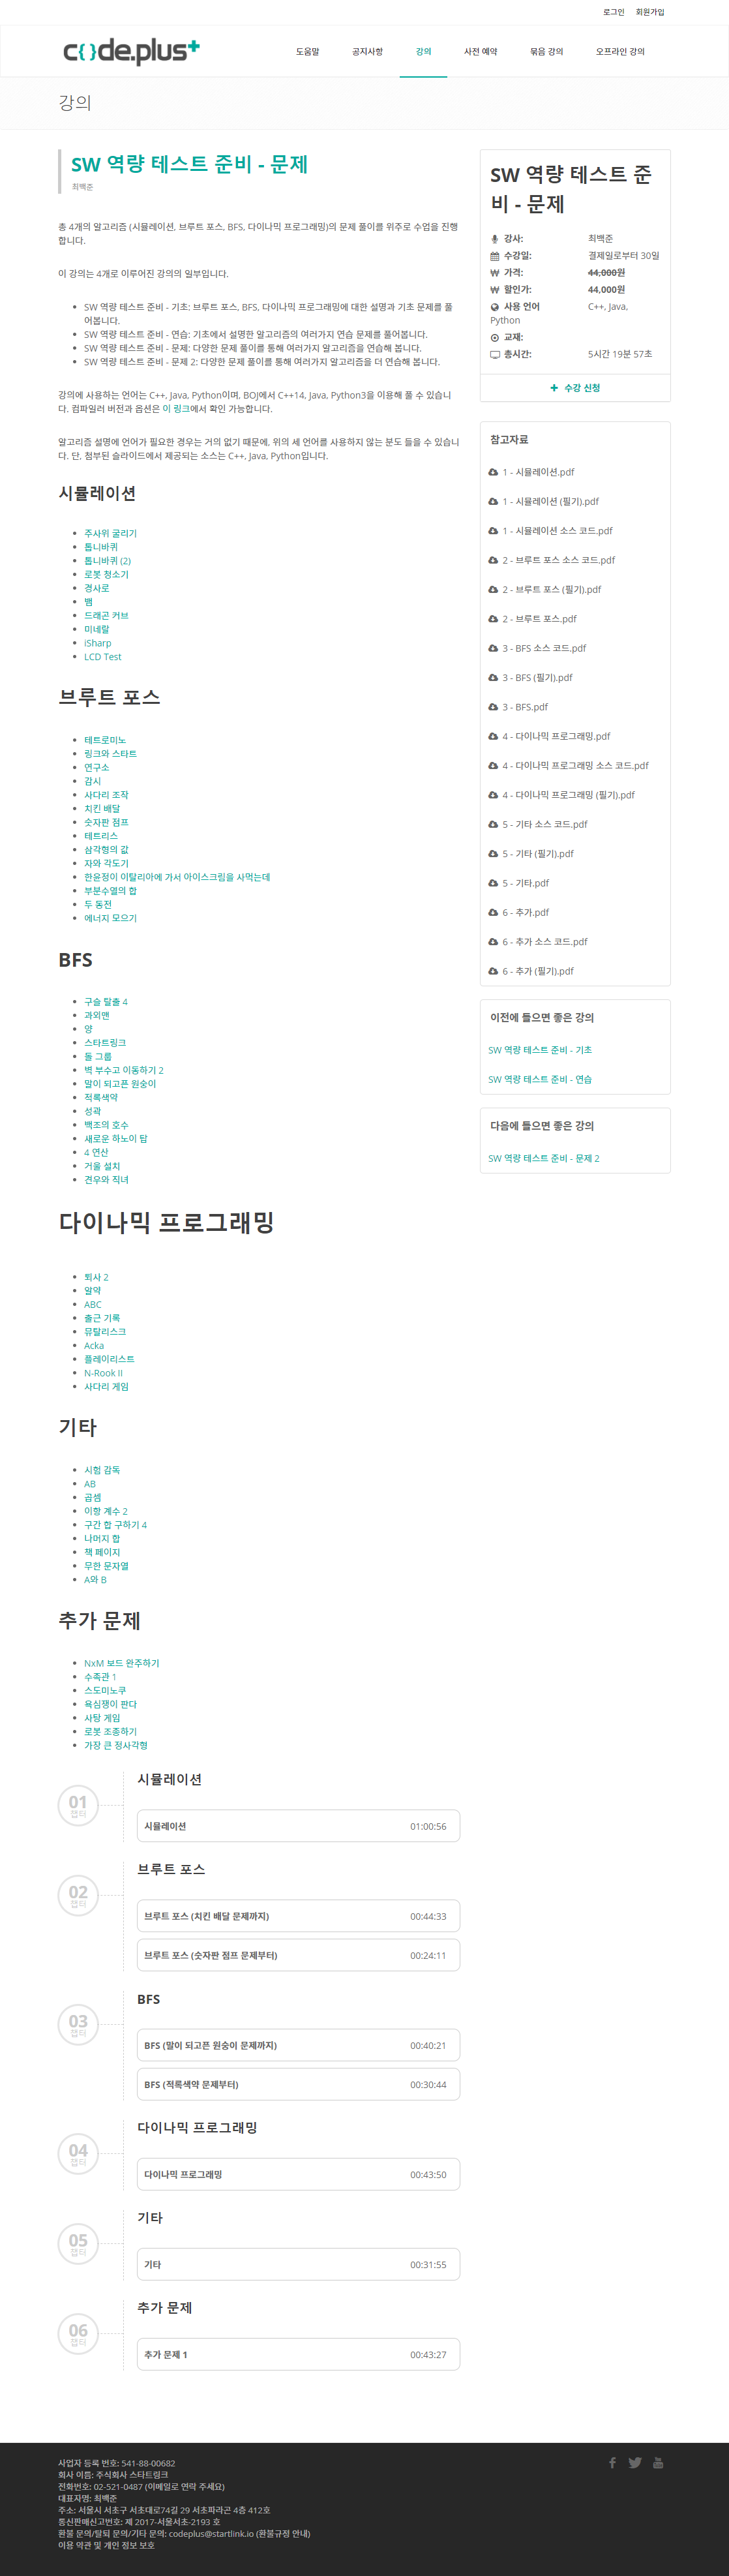 로그인 회원가입
code.plus+
도움말 공지사항 강의 사전 예약 묶음 강의 오프라인 강의
강의
SW 역량 테스트 준비 - 문제
최백준
총 4개의 알고리즘 (시뮬레이션, 브루트 포스, BFS, 다이나믹 프로그래밍)의 문제 풀이를 위주로 수업을 진행
합니다.
이 강의는 4개로 이루어진 강의의 일부입니다.
SW 역량 테스트 준비 - 기초: 브루트 포스, BFS, 다이나믹 프로그래밍에 대한 설명과 기초 문제를 풀
어봅니다.
SW 역량 테스트 준비 - 연습: 기초에서 설명한 알고리즘의 여러가지 연습 문제를 풀어봅니다.
SW 역량 테스트 준비 - 문제: 다양한 문제 풀이를 통해 여러가지 알고리즘을 연습해 봅니다.
SW 역량 테스트 준비 - 문제 2: 다양한 문제 풀이를 통해 여러가지 알고리즘을 더 연습해 봅니다.
강의에 사용하는 언어는 C++, Java, Python이며, BOJ에서 C++14, Java, Python3을 이용해 풀 수 있습니
다. 컴파일러 버전과 옵션은 이 링크에서 확인 가능합니다.
알고리즘 설명에 언어가 필요한 경우는 거의 없기 때문에, 위의 세 언어를 사용하지 않는 분도 들을 수 있습니
다. 단, 첨부된 슬라이드에서 제공되는 소스는 C++, Java, Python입니다.
시뮬레이션
주사위 굴리기
톱니바퀴
톱니바퀴 (2)
로봇 청소기
경사로
뱀
드래곤 커브
미네랄
iSharp
LCD Test
브루트 포스
테트로미노
링크와 스타트
연구소
감시
사다리 조작
치킨 배달
숫자판 점프
테트리스
삼각형의 값
자와 각도기
한윤정이 이탈리아에 가서 아이스크림을 사먹는데
부분수열의 합
두 동전
에너지 모으기
BFS
구슬 탈출 4
과외맨
양
스타트링크
돌 그룹
벽 부수고 이동하기 2
말이 되고픈 원숭이
적록색약
성곽
백조의 호수
새로운 하노이 탑
4 연산
거울 설치
견우와 직녀
다이나믹 프로그래밍
퇴사 2
알약
ABC
출근 기록
뮤탈리스크
Acka
플레이리스트
N-Rook II
사다리 게임
기타
시험 감독
AB
곱셈
이항 계수 2
구간 합 구하기 4
나머지 합
책 페이지
무한 문자열
A와 B
추가 문제
NxM 보드 완주하기
수족관 1
스도미노쿠
욕심쟁이 판다
사탕 게임
로봇 조종하기
가장 큰 정사각형
01
챕터
시뮬레이션
시뮬레이션 01:00:56
02
챕터
브루트 포스
브루트 포스 (치킨 배달 문제까지) 00:44:33
브루트 포스 (숫자판 점프 문제부터) 00:24:11
03
챕터
BFS
BFS (말이 되고픈 원숭이 문제까지) 00:40:21
BFS (적록색약 문제부터) 00:30:44
04
챕터
다이나믹 프로그래밍
다이나믹 프로그래밍 00:43:50
05
챕터
기타
기타 00:31:55
06
챕터
추가 문제
추가 문제 1 00:43:27
SW 역량 테스트 준
비 - 문제
강사: 최백준
수강일: 결제일로부터 30일
₩ 가격: 44,000원
₩ 할인가: 44,000원
사용 언어 C++, Java,
Python
교재:
총시간: 5시간 19분 57초
+ 수강 신청
참고자료
1 - 시뮬레이션.pdf
1 - 시뮬레이션 (필기).pdf
1 - 시뮬레이션 소스 코드.pdf
2 - 브루트 포스 소스 코드.pdf
2 - 브루트 포스 (필기).pdf
2 - 브루트 포스.pdf
3 - BFS 소스 코드.pdf
3 - BFS (필기).pdf
3 - BFS.pdf
4 - 다이나믹 프로그래밍.pdf
4 - 다이나믹 프로그래밍 소스 코드.pdf
4 - 다이나믹 프로그래밍 (필기).pdf
5 - 기타 소스 코드.pdf
5 - 기타 (필기).pdf
5 - 기타.pdf
6 - 추가.pdf
6 - 추가 소스 코드.pdf
6 - 추가 (필기).pdf
이전에 들으면 좋은 강의
SW 역량 테스트 준비 - 기초
SW 역량 테스트 준비 - 연습
다음에 들으면 좋은 강의
SW 역량 테스트 준비 - 문제 2
사업자 등록 번호: 541-88-00682
회사 이름: 주식회사 스타트링크
전화번호: 02-521-0487 (이메일로 연락 주세요)
대표자명: 최백준
주소: 서울시 서초구 서초대로74길 29 서초파라곤 4층 412호
통신판매신고번호: 제 2017-서울서초-2193 호
환불 문의/탈퇴 문의/기타 문의: codeplus@startlink.io (환불규정 안내)
이용 약관 및 개인 정보 보호